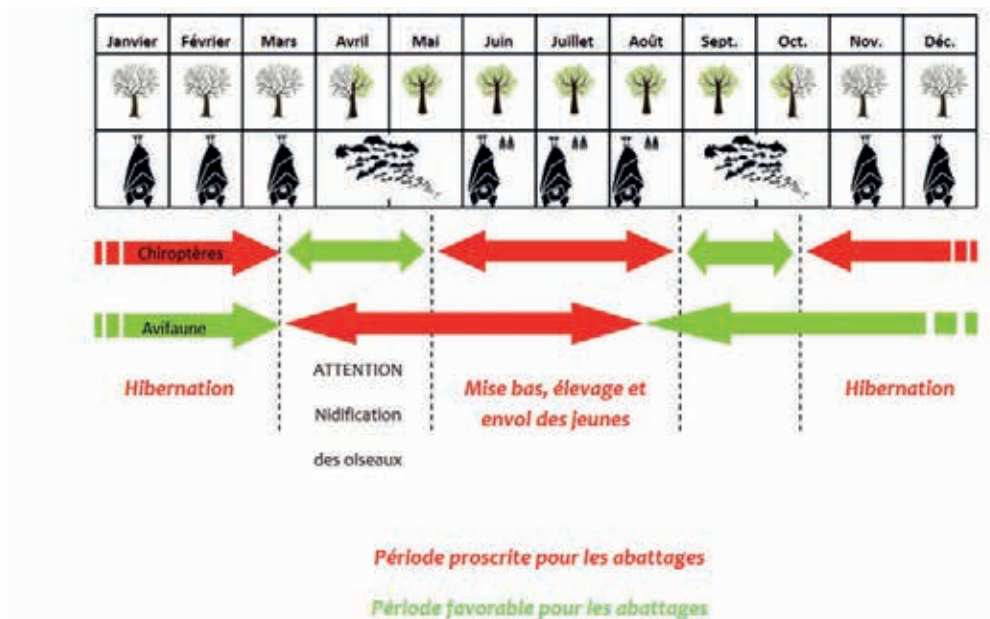 Janvier Février Mars Avril Mai Juin Juillet Août Sept. Oct. Nov. Déc.
Chiroptères
Avifaune
Hibernation
ATTENTION
Nidification
des oiseaux
Mise bas, élevage et
envol des jeunes
Hibernation
Période proscrite pour les abattages
Période favorable pour les abattages